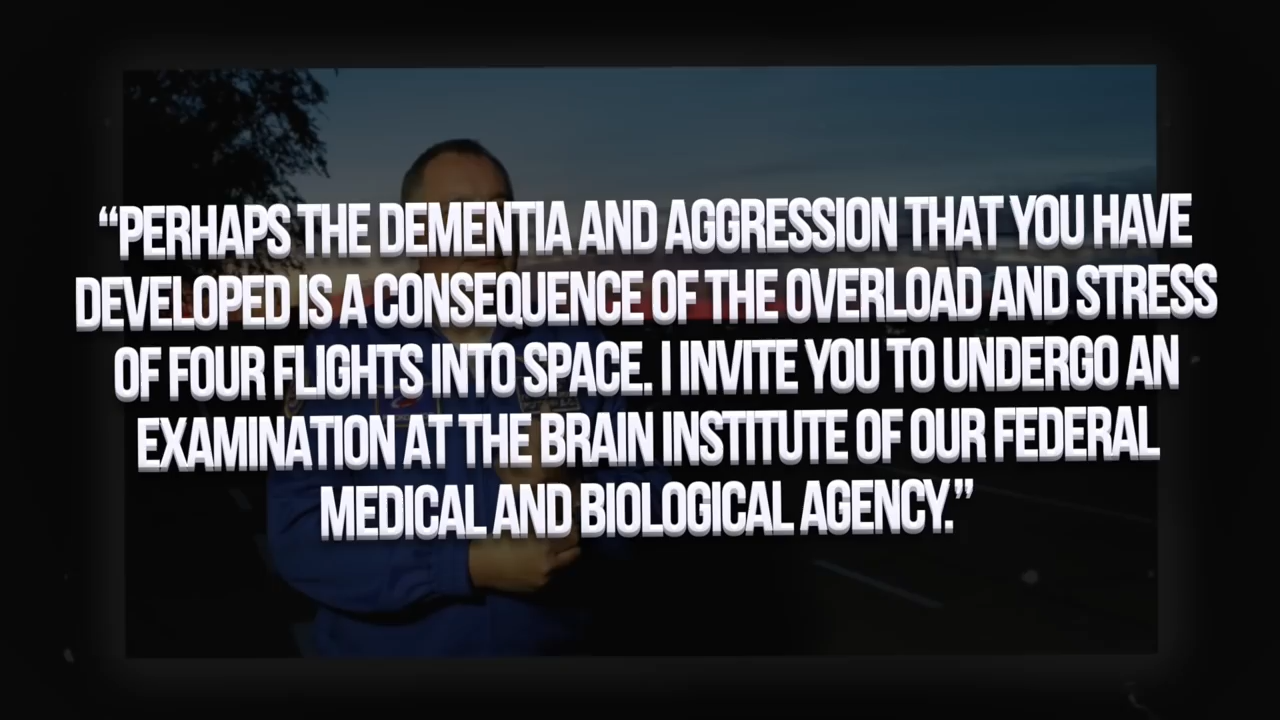 “PERHAPS THE DEMENTIA AND AGGRESSION THAT YOU HAVE
DEVELOPED IS A CONSEQUENCE OF THE OVERLOAD AND STRESS
OF FOUR FLIGHTS INTO SPACE. I INVITE YOU TO UNDERGO AN
EXAMINATION AT THE BRAIN INSTITUTE OF OUR FEDERAL
MEDICAL AND BIOLOGICAL AGENCY.”